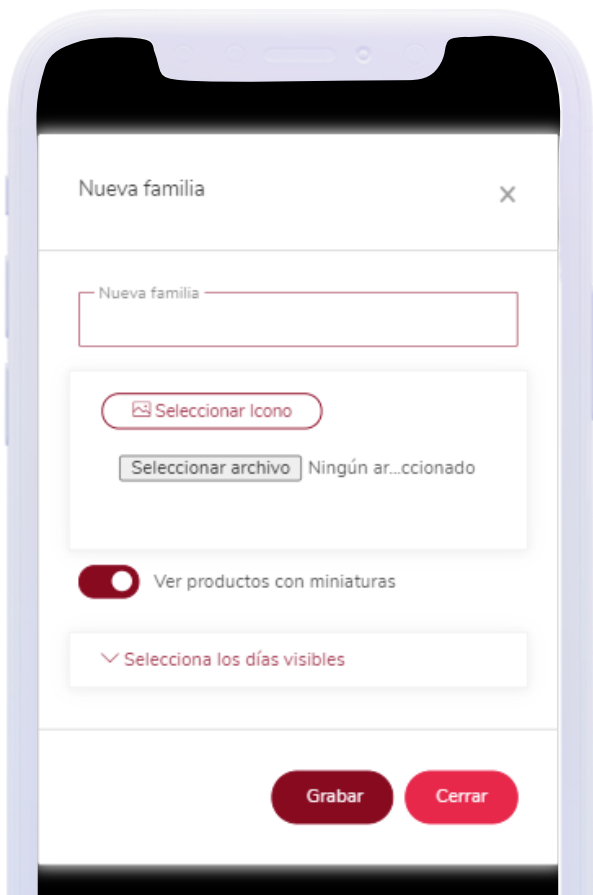 Nueva familia
Nueva familia
Seleccionar Icono
Seleccionar archivo Ningún ar...ccionado
Ver productos con miniaturas
Selecciona los días visibles
Grabar Cerrar